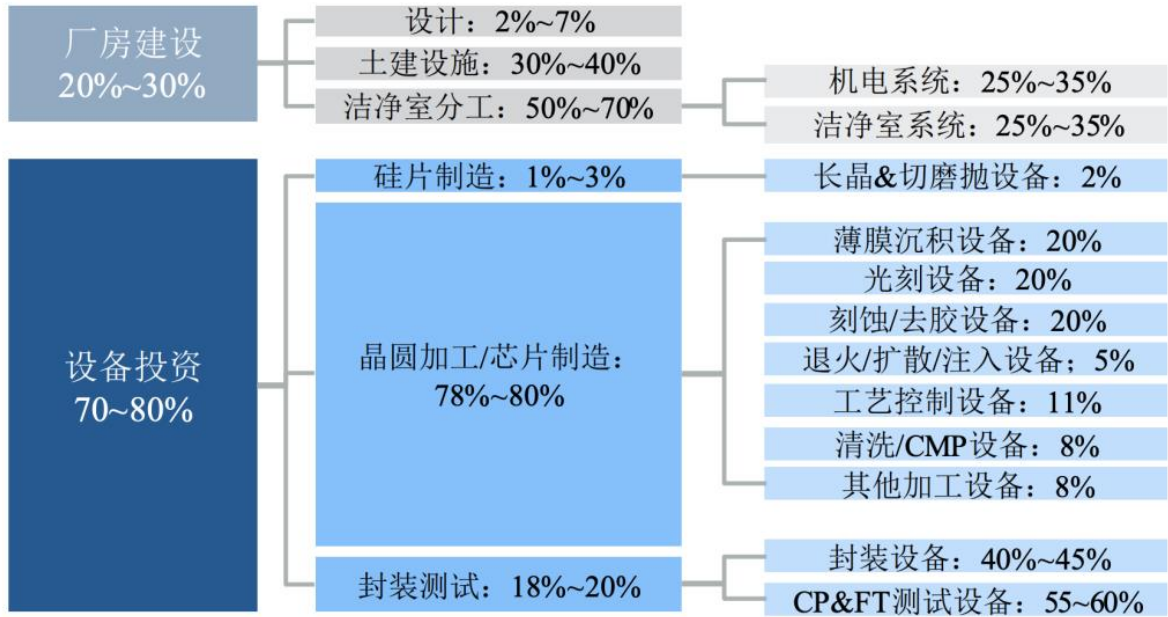 厂房建设
20%~30%
设计：2%~7%
土建设施：30%~40%
洁净室分工：50%~70%
机电系统：25%~35%
洁净室系统：25%~35%
设备投资
70~80%
硅片制造：1%~3%
长晶&切磨抛设备：2%
晶圆加工/芯片制造：
78%~80%
薄膜沉积设备：20%
光刻设备：20%
刻蚀/去胶设备：20%
退火/扩散/注入设备；5%
工艺控制设备：11%
清洗/CMP设备：8%
其他加工设备：8%
封装测试：18%~20%
封装设备：40%~45%
CP&FT测试设备：55~60%